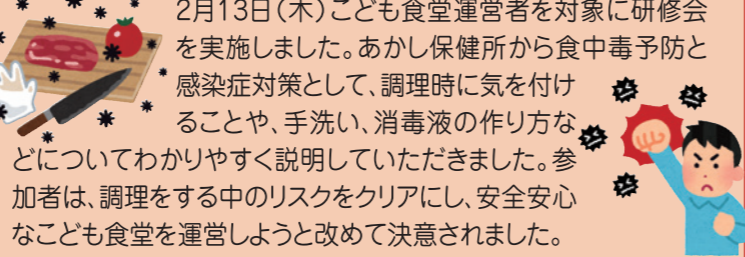 2月13日（木）こども食堂運営者を対象に研修会
を実施しました。あかし保健所から食中毒予防と
感染症対策として、調理時に気を付け
ることや、手洗い、消毒液の作り方な
どについてわかりやすく説明していただきました。参
加者は、調理をする中のリスクをクリアにし、安全安心
なこども食堂を運営しようと改めて決意されました。